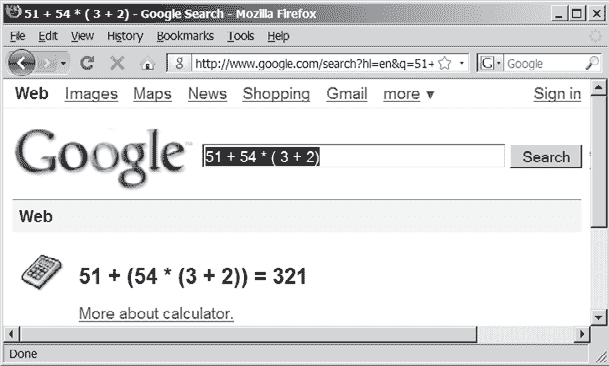 51 + 54 * ( 3 + 2) - Google Search - Mozilla Firefox
File Edit View History Bookmarks Tools Help
http://www.google.com/search?hl=en&q=51+ Google
Web Images Maps News Shopping Gmail more ▼ Sign in
Google 51 + 54 * ( 3 + 2) Search
Web
51 + (54 * (3 + 2)) = 321
More about calculator.
Done